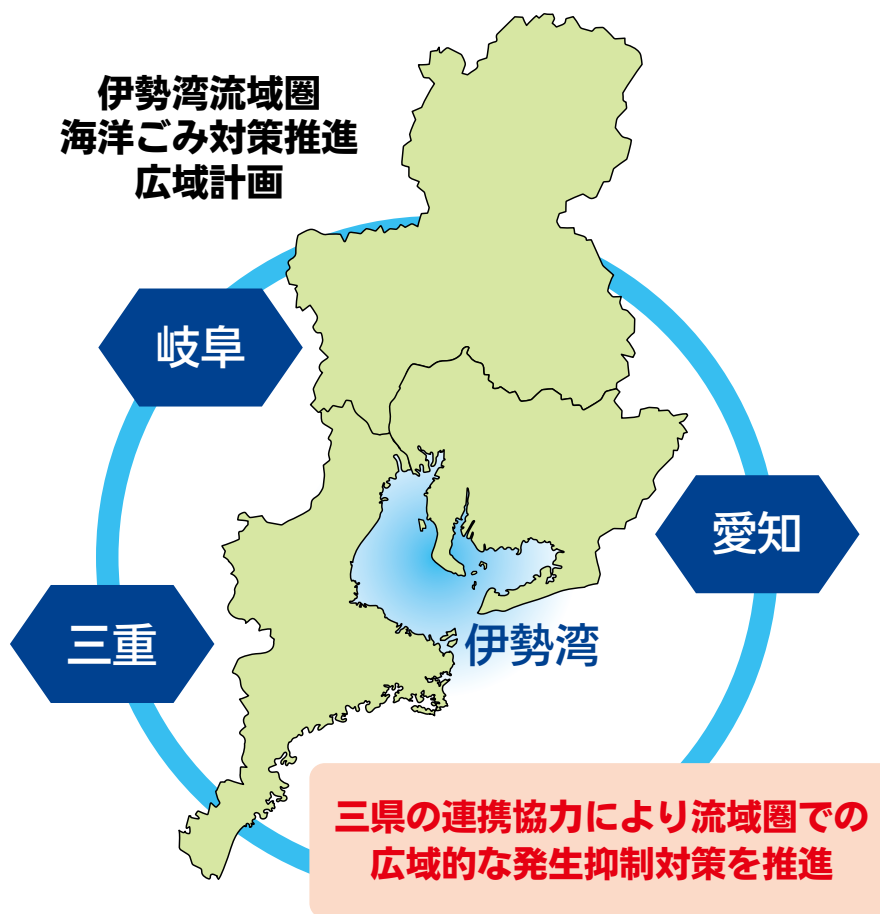 伊勢湾流域圏
海洋ごみ対策推進
広域計画
岐阜
愛知
三重
伊勢湾
三県の連携協力により流域圏での
広域的な発生抑制対策を推進